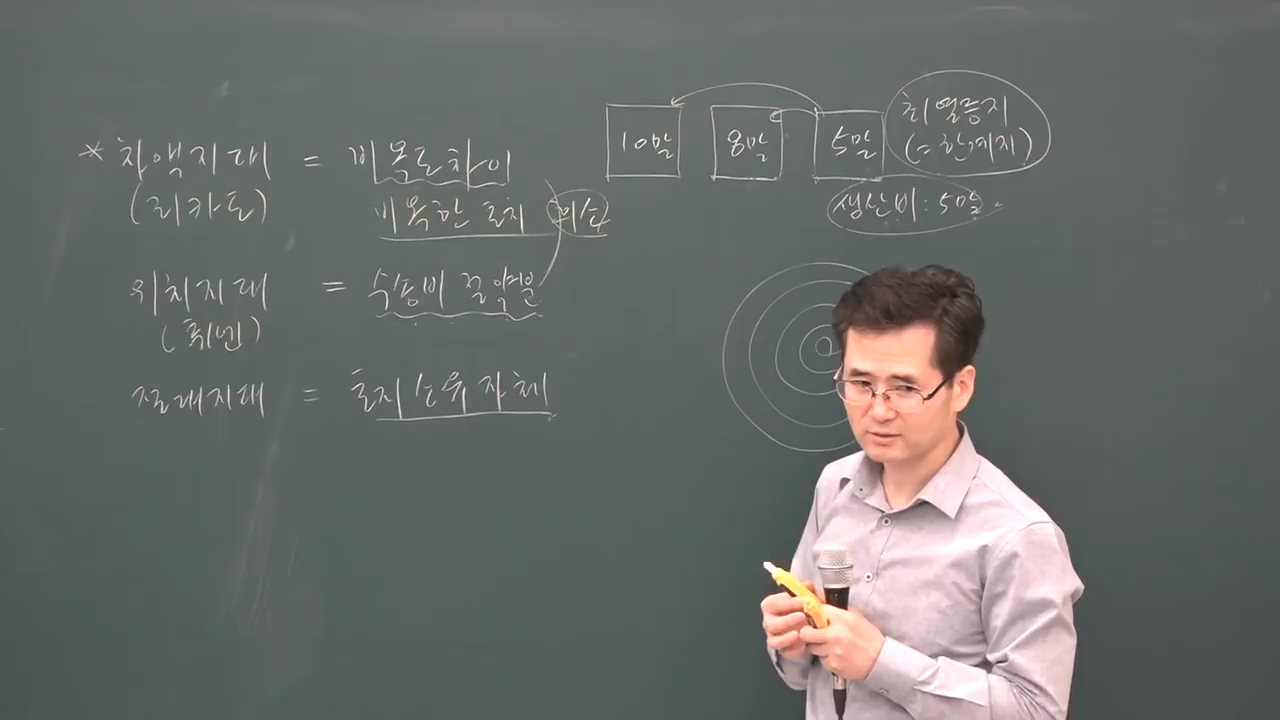 * 차액지대 = 비옥도차이
(리카도)
비옥한 토지 희소
위치지대 = 수송비 절약분
(튀넨)
절대지대 = 토지 소유 자체
10말 8말 5말
최열등지
(=한계지)
생산비 : 5말